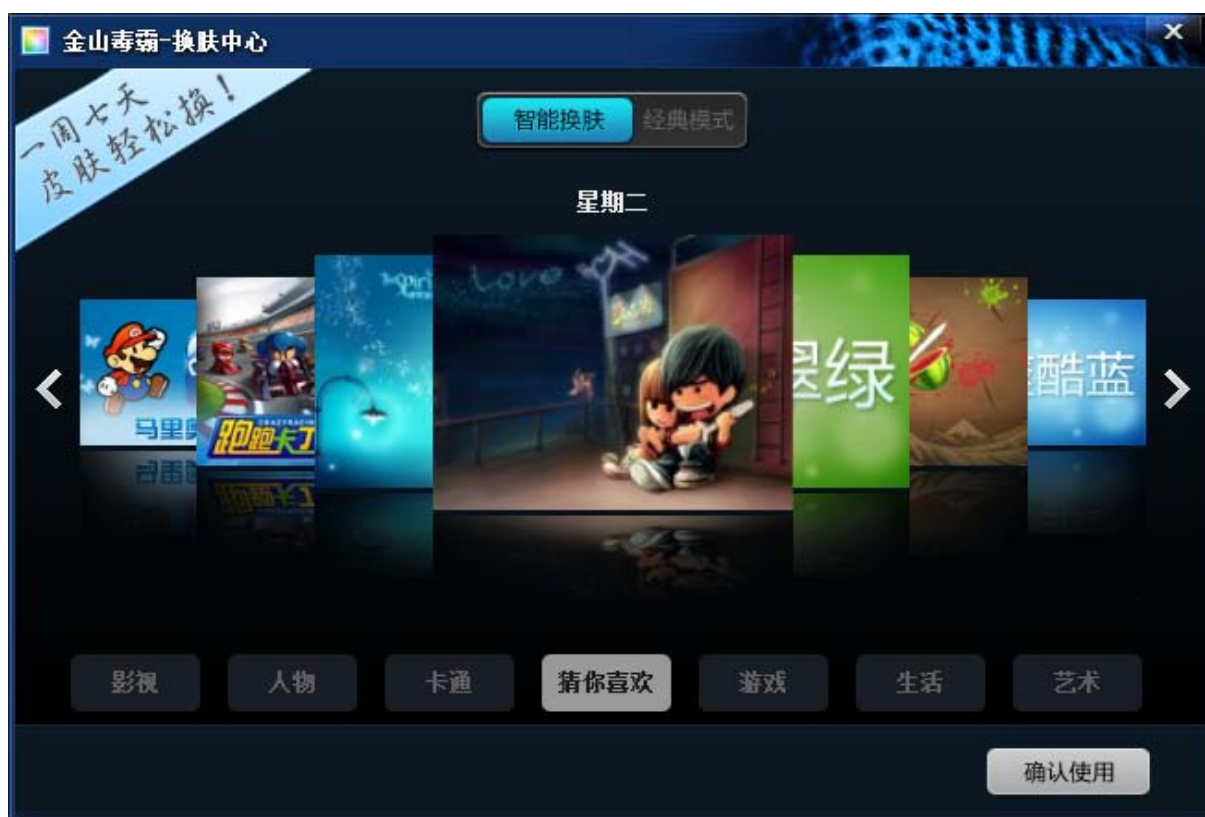 金山毒霸-换肤中心
一周七天
皮肤轻松换!
智能换肤 经典模式
星期二
Love
马里奥
跑跑卡丁
翠绿
酷蓝
影视 人物 卡通 猜你喜欢 游戏 生活 艺术
确认使用